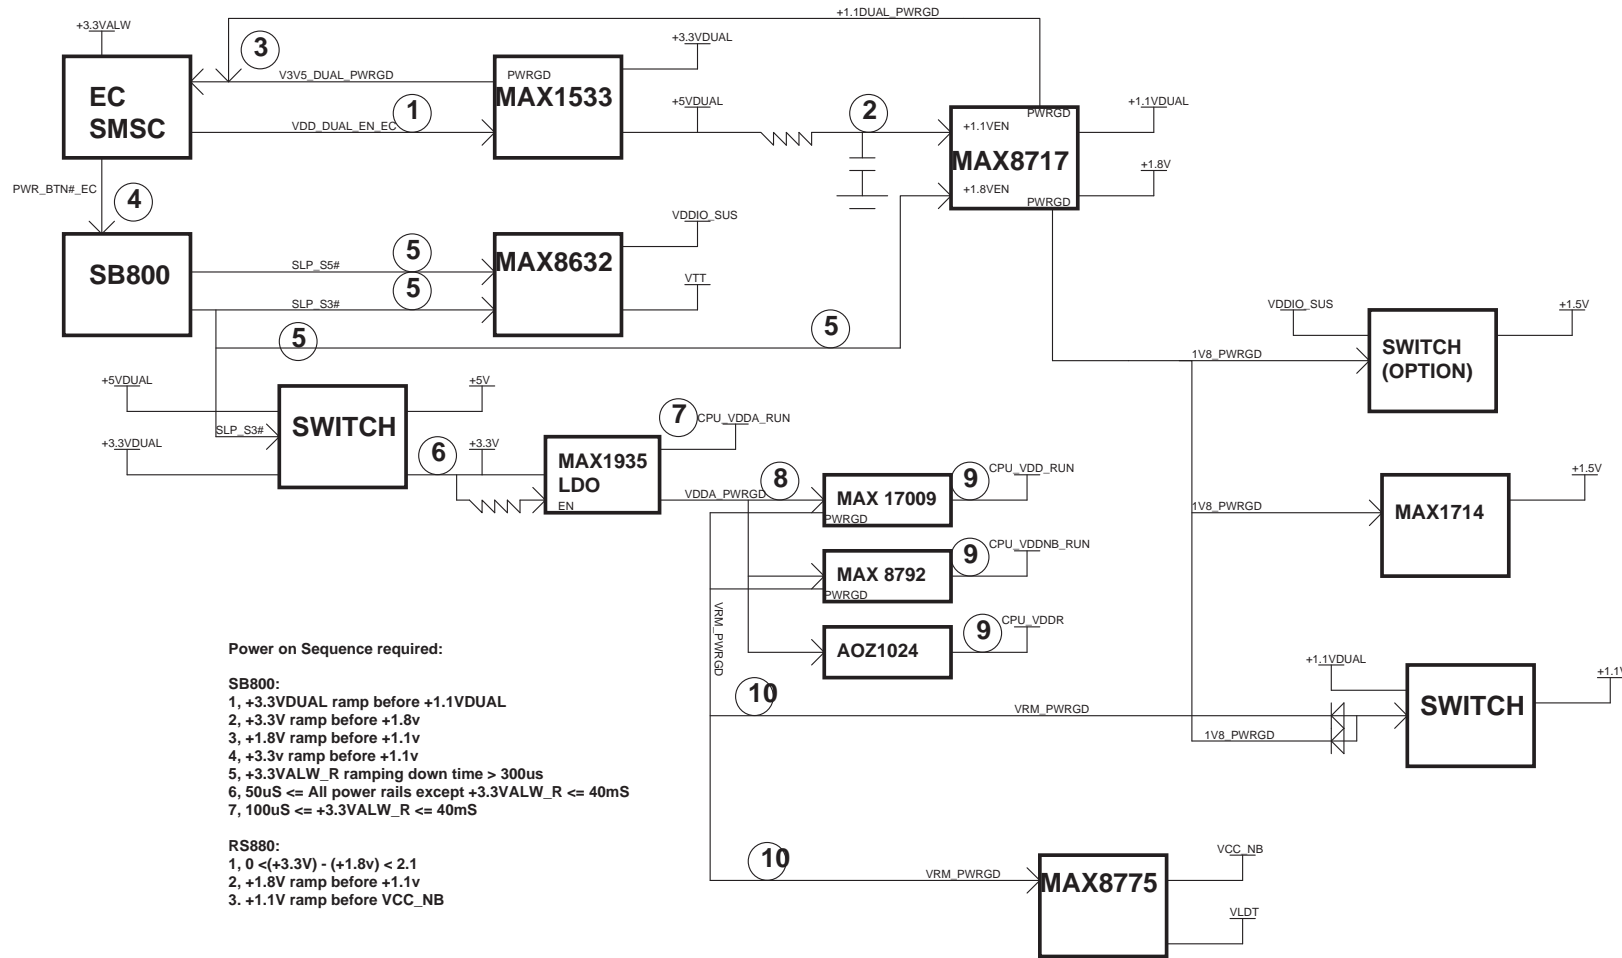 +1.1DUAL_PWRGD
+3.3VALW
3
+3.3VDUAL
V3V5_DUAL_PWRGD
PWRGD
MAX1533
EC
SMSC
1
VDD_DUAL_EN_EC
+5VDUAL
2
+1.1VEN
PWRGD
MAX8717
+1.8VEN
PWRGD
+1.1VDUAL
+1.8V
PWR_BTN#_EC
4
SB800
5
SLP_S5#
5
SLP_S3#
MAX8632
VDDIO_SUS
VTT
5
5
VDDIO_SUS
+1.5V
1V8_PWRGD
SWITCH
(OPTION)
+5VDUAL
+5V
SWITCH
SLP_S3#
+3.3VDUAL
6
+3.3V
MAX1935
LDO
EN
7
CPU_VDDA_RUN
VDDA_PWRGD
8
MAX 17009
PWRGD
9
CPU_VDD_RUN
1V8_PWRGD
MAX1714
+1.5V
MAX 8792
PWRGD
9
CPU_VDDNB_RUN
VRM_PWRGD
AOZ1024
9
CPU_VDDR
+1.1VDUAL
+1.1V
SWITCH
10
VRM_PWRGD
1V8_PWRGD
Power on Sequence required:
SB800:
1, +3.3VDUAL ramp before +1.1VDUAL
2, +3.3V ramp before +1.8v
3, +1.8V ramp before +1.1v
4, +3.3v ramp before +1.1v
5, +3.3VALW_R ramping down time > 300us
6, 50uS <= All power rails except +3.3VALW_R <= 40mS
7, 100uS <= +3.3VALW_R <= 40mS
RS880:
1, 0 <(+3.3V) - (+1.8v) < 2.1
2, +1.8V ramp before +1.1v
3. +1.1V ramp before VCC_NB
10
VRM_PWRGD
MAX8775
VCC_NB
VLDT